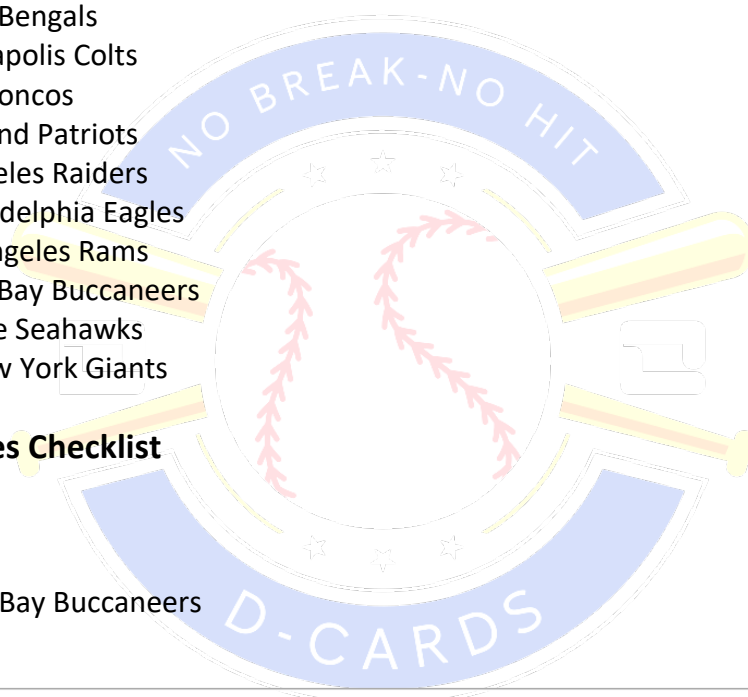 Bengals
apolis Colts
oncos
nd Patriots
eles Raiders
delphia Eagles
ngeles Rams
Bay Buccaneers
e Seahawks
w York Giants
es Checklist
Bay Buccaneers
NO BREAK-NO HIT
D-CARDS